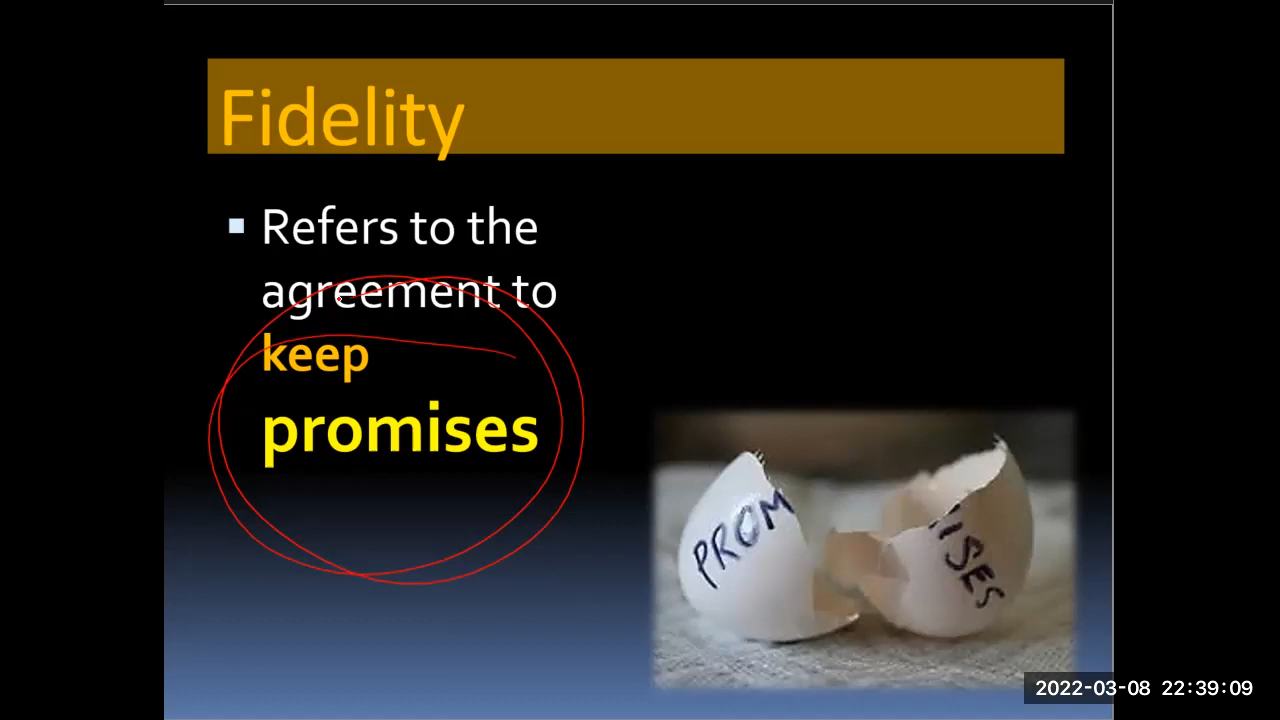 Fidelity
Refers to the
agreement to
keep
promises
PROM
ISES
2022-03-08 22:39:09